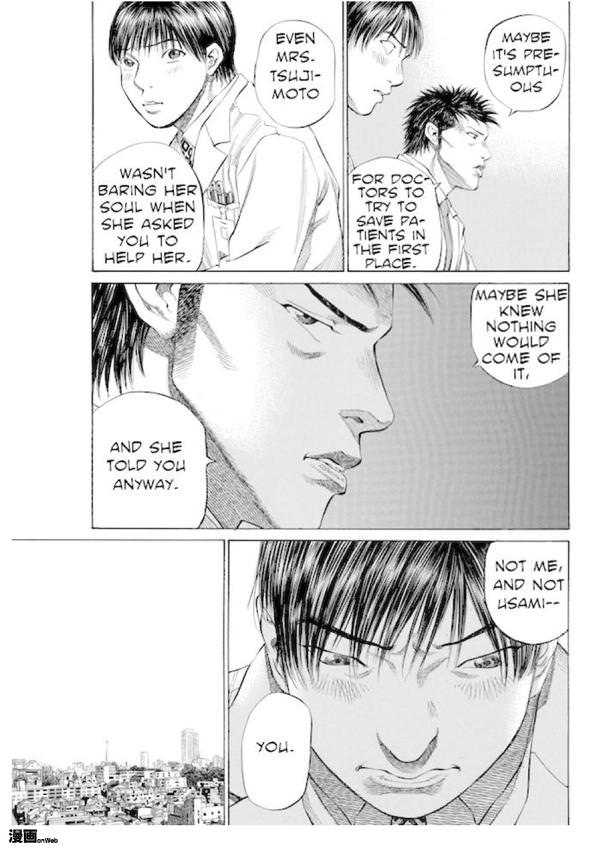 MAYBE
IT'S PRE-
SUMPTU-
OUS
FOR DOC-
TORS TO
TRY TO
SAVE PA-
TIENTS IN
THE FIRST
PLACE.
EVEN
MRS.
TSUJI-
MOTO
WASN'T
BARING HER
SOUL WHEN
SHE ASKED
YOU TO
HELP HER.
MAYBE SHE
KNEW
NOTHING
WOULD
COME OF
IT,
AND SHE
TOLD YOU
ANYWAY.
NOT ME,
AND NOT
USAMI--
YOU.
漫画onWeb